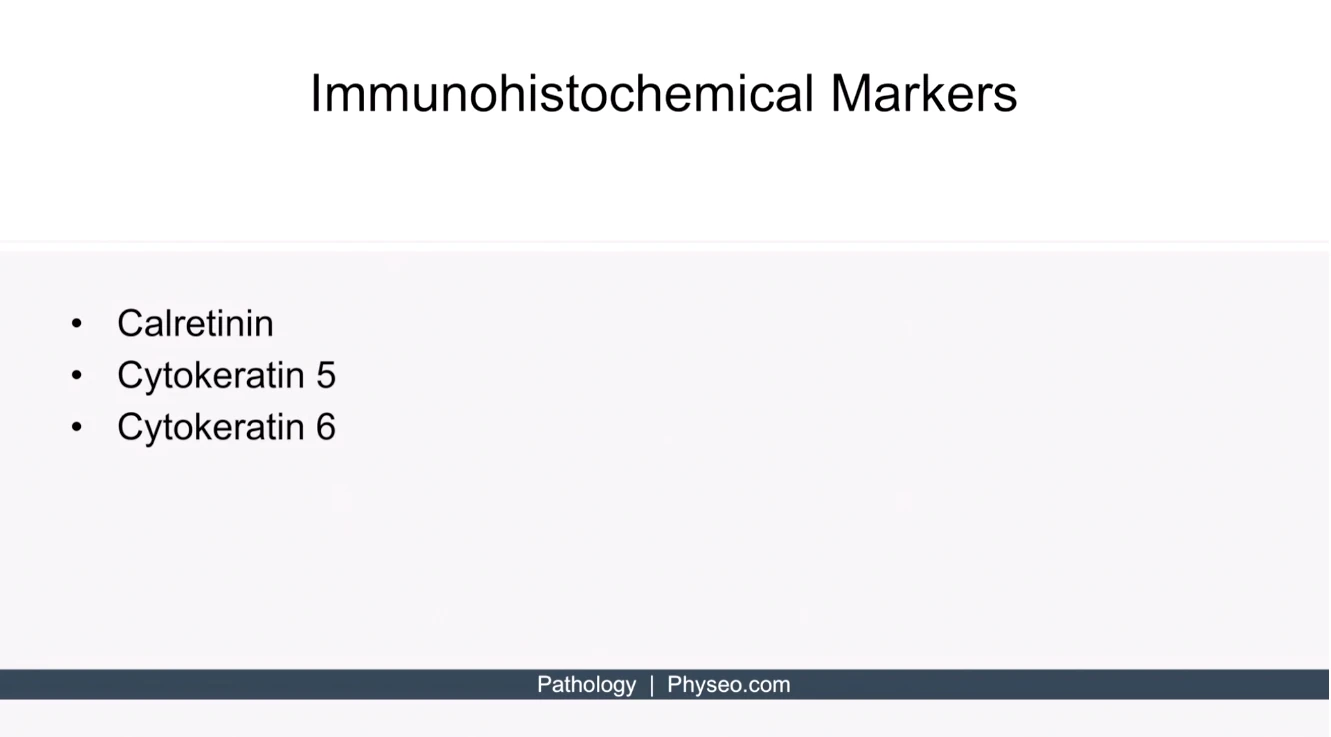 Immunohistochemical Markers
• Calretinin
• Cytokeratin 5
• Cytokeratin 6
Pathology | Physeo.com